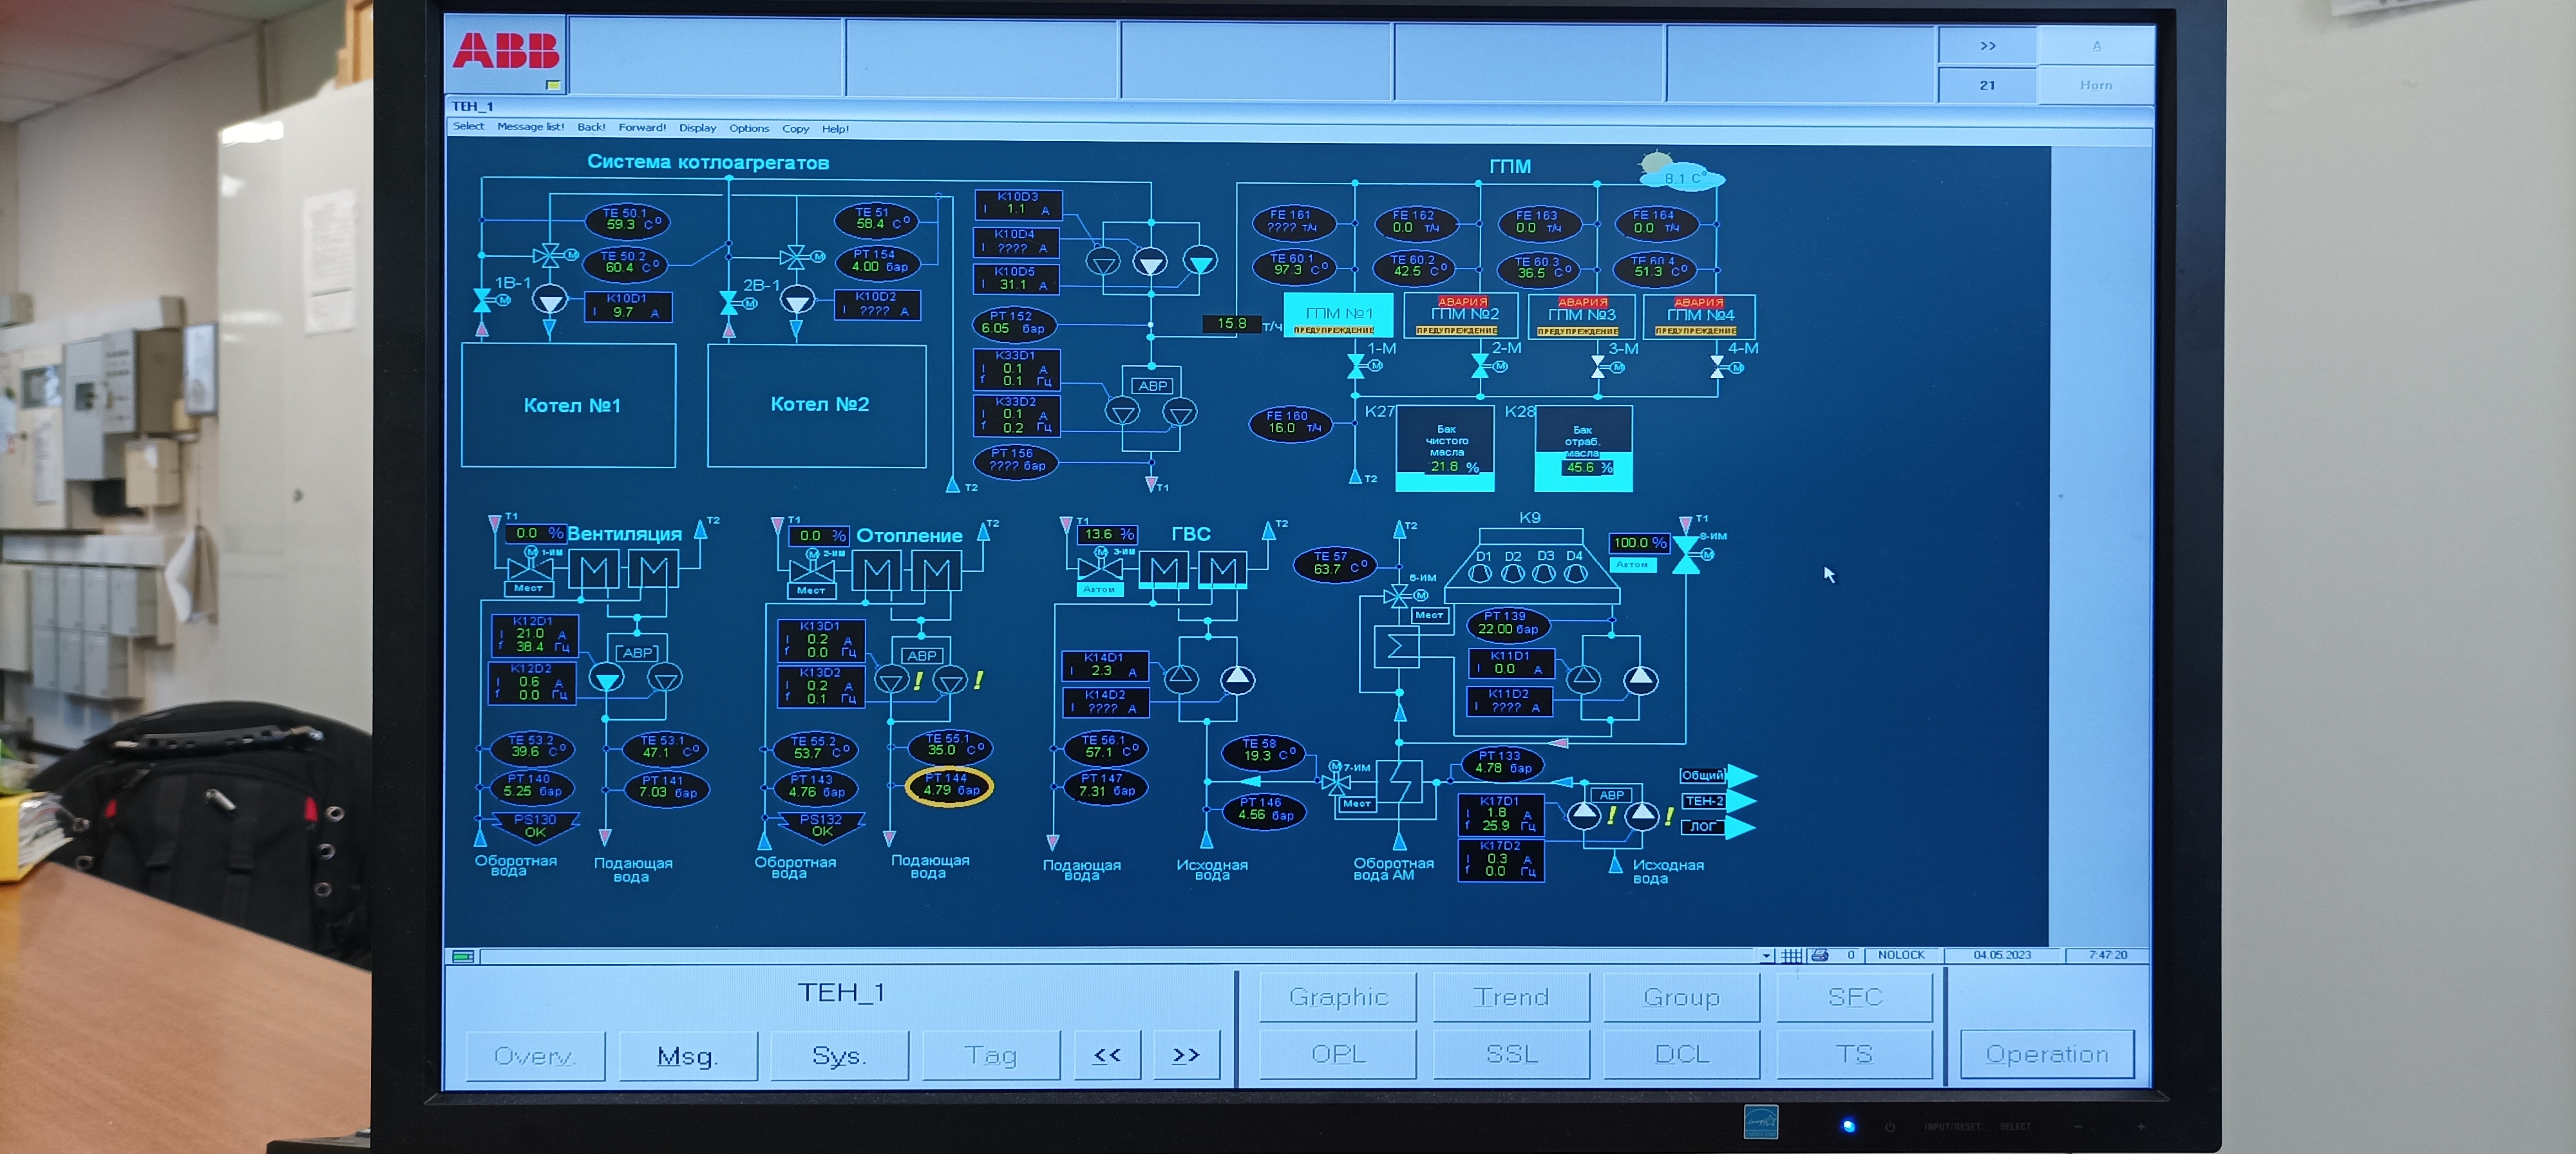 ABB
>>
A
21
Horn
TEH_1
Select Message list! Back! Forward! Display Options Copy Help!
Система котлоагрегатов
ГПМ
8.1 C°
TE 50.1
59.3 C°
TE 50.2
60.4 C°
1В-1
M
M
K10D1
I 9.7 A
TE 51
58.4 C°
PT 154
4.00 бар
2В-1
M
M
K10D2
I ???? A
Котел №1
Котел №2
T2
K10D3
I 1.1 A
K10D4
I ???? A
K10D5
I 31.1 A
PT 152
6.05 бар
K33D1
I 0.1 A
f 0.1 Гц
K33D2
I 0.1 A
f 0.2 Гц
АВР
PT 156
???? бар
T1
15.8 т/ч
FE 161
???? т/ч
FE 162
0.0 т/ч
FE 163
0.0 т/ч
FE 164
0.0 т/ч
TE 60.1
97.3 C°
TE 60.2
42.5 C°
TE 60.3
36.5 C°
TE 60.4
51.3 C°
ГПМ №1
ПРЕДУПРЕЖДЕНИЕ
АВАРИЯ
ГПМ №2
ПРЕДУПРЕЖДЕНИЕ
АВАРИЯ
ГПМ №3
ПРЕДУПРЕЖДЕНИЕ
АВАРИЯ
ГПМ №4
ПРЕДУПРЕЖДЕНИЕ
1-М
M
2-М
M
3-М
M
4-М
M
FE 160
16.0 т/ч
T2
K27
Бак
чистого
масла
21.8 %
K28
Бак
отраб.
масла
45.6 %
T1
0.0 %
Вентиляция
T2
M
1-ИМ
Мест
K12D1
I 21.0 A
f 38.4 Гц
K12D2
I 0.6 A
f 0.0 Гц
АВР
TE 53.2
39.6 C°
TE 53.1
47.1 C°
PT 140
5.25 бар
PT 141
7.03 бар
PS130
OK
Оборотная
вода
Подающая
вода
T1
0.0 %
Отопление
T2
M
2-ИМ
Мест
K13D1
I 0.2 A
f 0.0 Гц
K13D2
I 0.2 A
f 0.1 Гц
АВР
!
!
TE 55.2
53.7 C°
TE 55.1
35.0 C°
PT 143
4.76 бар
PT 144
4.79 бар
PS132
OK
Оборотная
вода
Подающая
вода
T1
13.6 %
ГВС
T2
M
3-ИМ
Автом
K14D1
I 2.3 A
K14D2
I ???? A
TE 56.1
57.1 C°
PT 147
7.31 бар
Подающая
вода
Исходная
вода
TE 58
19.3 C°
PT 146
4.56 бар
T2
TE 57
63.7 C°
6-ИМ
M
Мест
M
7-ИМ
Мест
Оборотная
вода АМ
K9
D1 D2 D3 D4
100.0 %
Автом
T1
8-ИМ
M
PT 139
22.00 бар
K11D1
I 0.0 A
K11D2
I ???? A
PT 133
4.78 бар
K17D1
I 1.8 A
f 25.9 Гц
K17D2
I 0.3 A
f 0.0 Гц
АВР
!
!
Исходная
вода
Общий
ТЕН-2
ЛОГ
0 NOLOCK 04.05.2023 7:47:20
TEH_1
Graphic Trend Group SFC
Overv. Msg. Sys. Tag << >>
OPL SSL DCL TS Operation
INPUT/RESET SELECT - +